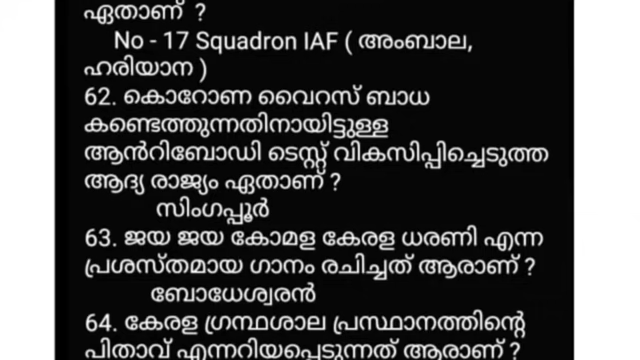 ഏതാണ് ?
No - 17 Squadron IAF ( അംബാല,
ഹരിയാന )
62. കൊറോണ വൈറസ് ബാധ
കണ്ടെത്തുന്നതിനായിട്ടുള്ള
ആൻറിബോഡി ടെസ്റ്റ് വികസിപ്പിച്ചെടുത്ത
ആദ്യ രാജ്യം ഏതാണ് ?
സിംഗപ്പൂർ
63. ജയ ജയ കോമള കേരള ധരണി എന്ന
പ്രശസ്തമായ ഗാനം രചിച്ചത് ആരാണ് ?
ബോധേശ്വരൻ
64. കേരള ഗ്രന്ഥശാല പ്രസ്ഥാനത്തിന്റെ
പിതാവ് എന്നറിയപ്പെടുന്നത് ആരാണ് ?